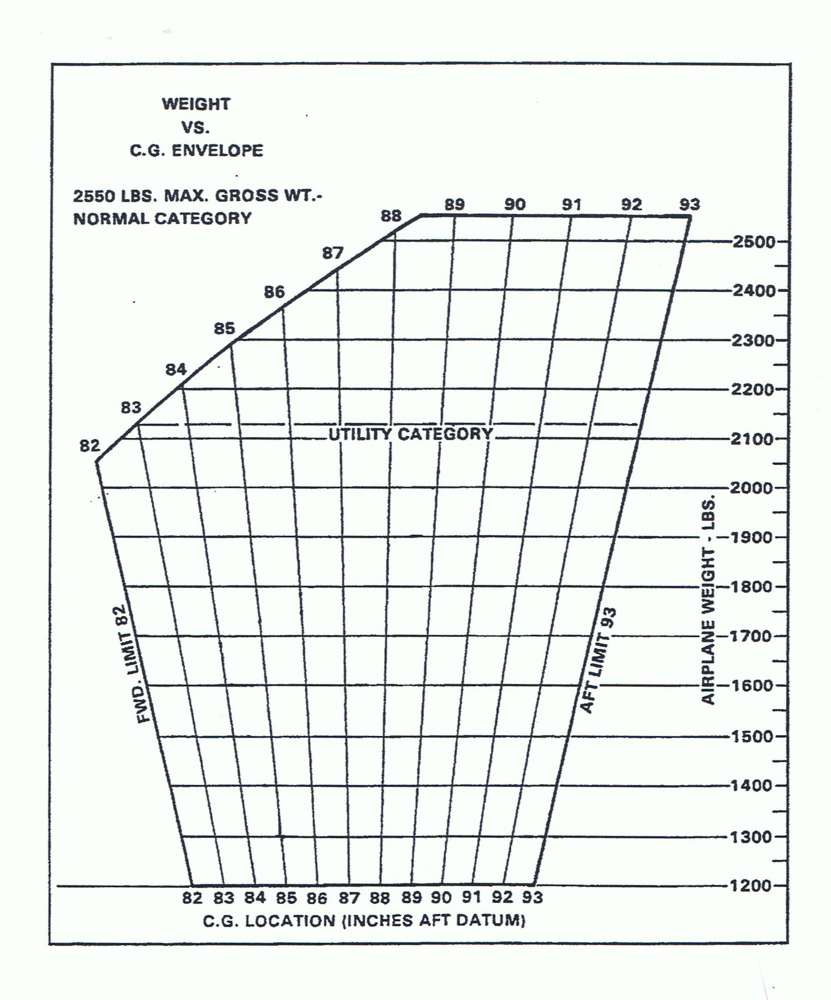 WEIGHT
VS.
C.G. ENVELOPE
2550 LBS. MAX. GROSS WT.-
NORMAL CATEGORY
89 90 91 92 93
88
87
86
85
84
83
82
2500
2400
2300
2200
UTILITY CATEGORY
2100
2000
1900
1800
1700
1600
1500
1400
1300
1200
FWD. LIMIT 82
AFT LIMIT 93
AIRPLANE WEIGHT - LBS.
82 83 84 85 86 87 88 89 90 91 92 93
C.G. LOCATION (INCHES AFT DATUM)